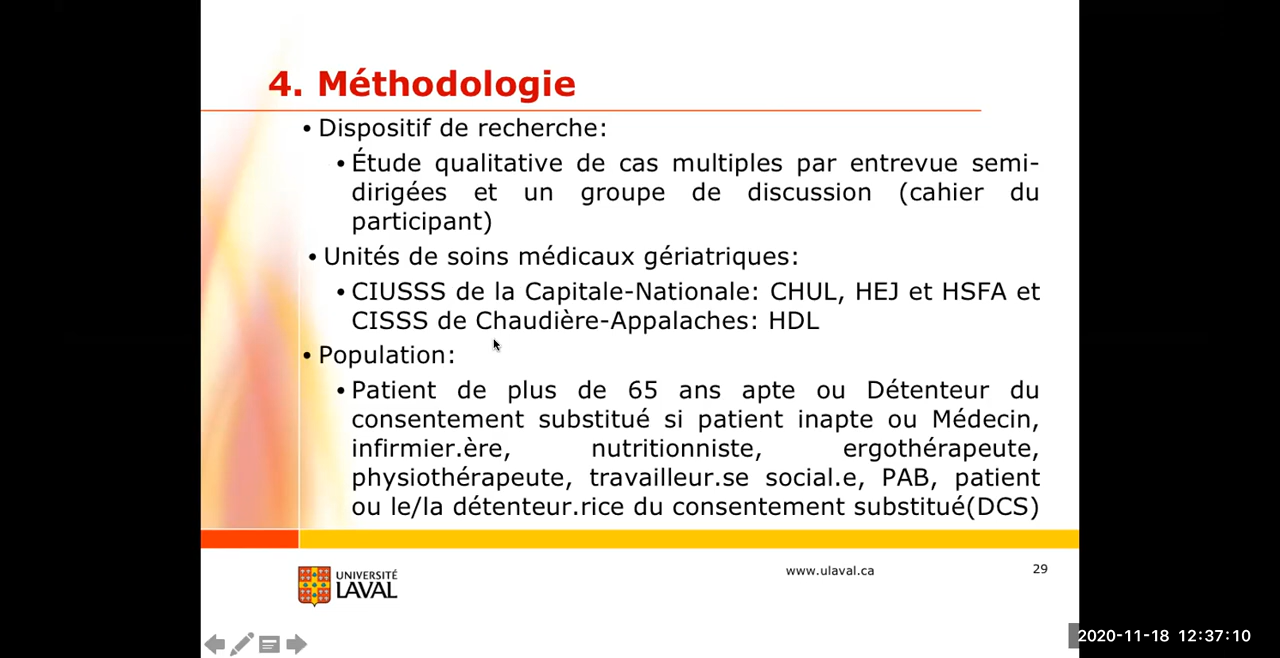 4. Méthodologie
• Dispositif de recherche:
• Étude qualitative de cas multiples par entrevue semi-
dirigées et un groupe de discussion (cahier du
participant)
• Unités de soins médicaux gériatriques:
• CIUSSS de la Capitale-Nationale: CHUL, HEJ et HSFA et
CISSS de Chaudière-Appalaches: HDL
• Population:
• Patient de plus de 65 ans apte ou Détenteur du
consentement substitué si patient inapte ou Médecin,
infirmier.ère, nutritionniste, ergothérapeute,
physiothérapeute, travailleur.se social.e, PAB, patient
ou le/la détenteur.rice du consentement substitué(DCS)
UNIVERSITÉ
LAVAL
www.ulaval.ca
29
2020-11-18 12:37:10